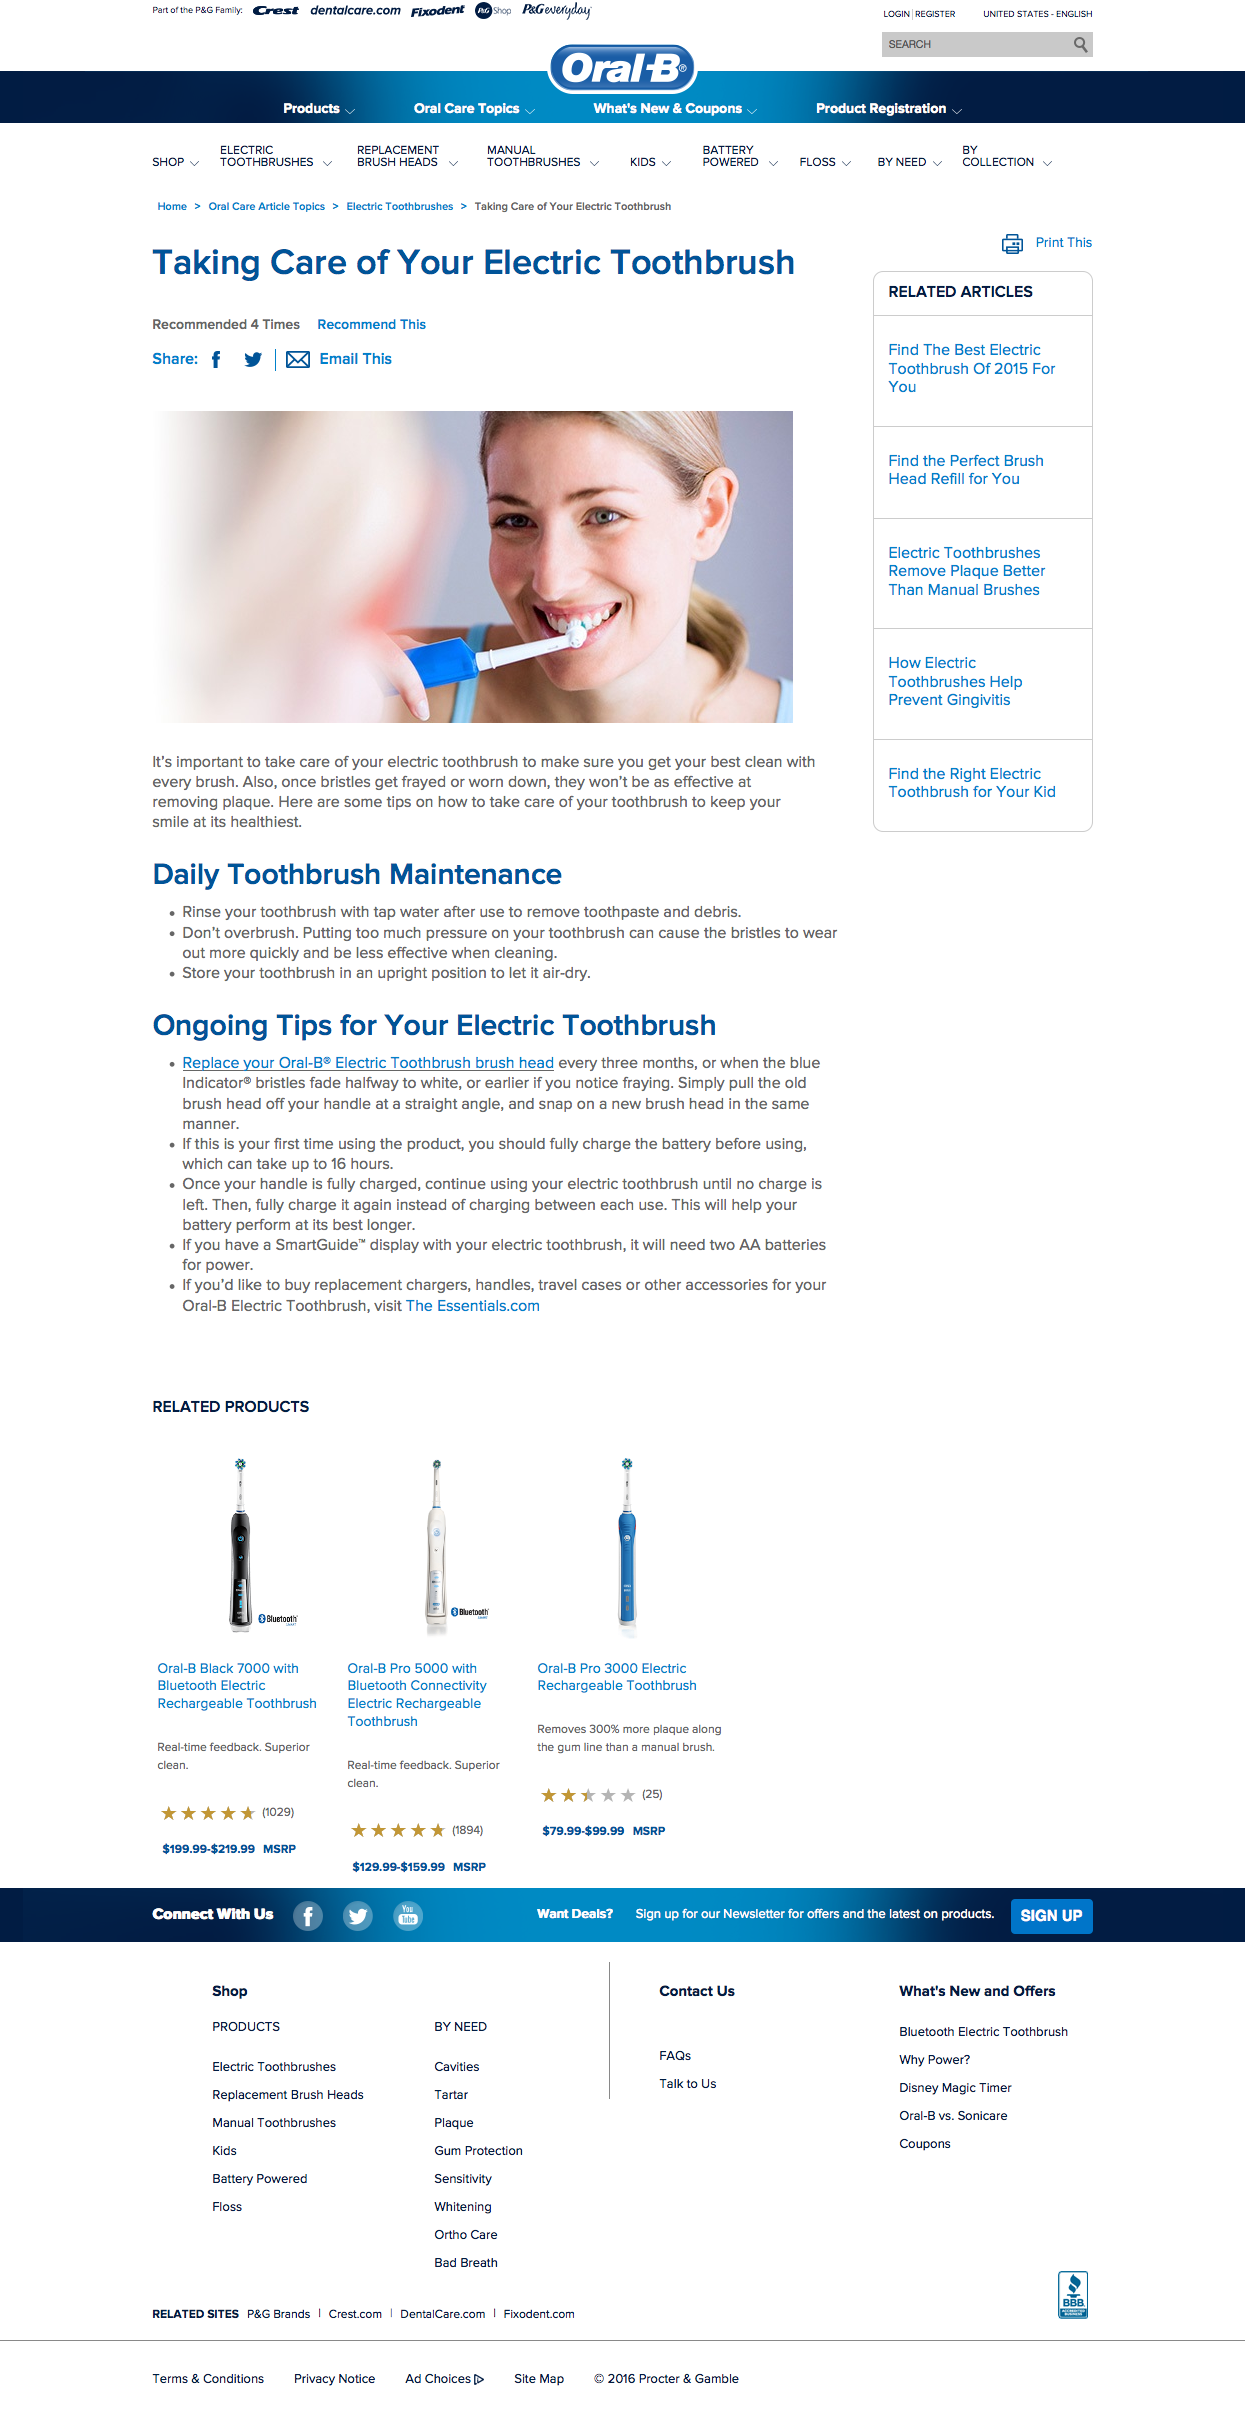 Part of the P&G Family: Crest dentalcare.com Fixodent P&G Shop P&G everyday
LOGIN | REGISTER UNITED STATES - ENGLISH
SEARCH
Oral-B®
Products Oral Care Topics What's New & Coupons Product Registration
SHOP ELECTRIC TOOTHBRUSHES REPLACEMENT BRUSH HEADS MANUAL TOOTHBRUSHES KIDS BATTERY POWERED FLOSS BY NEED BY COLLECTION
Home > Oral Care Article Topics > Electric Toothbrushes > Taking Care of Your Electric Toothbrush
Print This
Taking Care of Your Electric Toothbrush
Recommended 4 Times Recommend This
Share: Email This
RELATED ARTICLES
Find The Best Electric
Toothbrush Of 2015 For
You
Find the Perfect Brush
Head Refill for You
Electric Toothbrushes
Remove Plaque Better
Than Manual Brushes
How Electric
Toothbrushes Help
Prevent Gingivitis
Find the Right Electric
Toothbrush for Your Kid
It's important to take care of your electric toothbrush to make sure you get your best clean with
every brush. Also, once bristles get frayed or worn down, they won't be as effective at
removing plaque. Here are some tips on how to take care of your toothbrush to keep your
smile at its healthiest.
Daily Toothbrush Maintenance
• Rinse your toothbrush with tap water after use to remove toothpaste and debris.
• Don't overbrush. Putting too much pressure on your toothbrush can cause the bristles to wear
out more quickly and be less effective when cleaning.
• Store your toothbrush in an upright position to let it air-dry.
Ongoing Tips for Your Electric Toothbrush
• Replace your Oral-B® Electric Toothbrush brush head every three months, or when the blue
Indicator® bristles fade halfway to white, or earlier if you notice fraying. Simply pull the old
brush head off your handle at a straight angle, and snap on a new brush head in the same
manner.
• If this is your first time using the product, you should fully charge the battery before using,
which can take up to 16 hours.
• Once your handle is fully charged, continue using your electric toothbrush until no charge is
left. Then, fully charge it again instead of charging between each use. This will help your
battery perform at its best longer.
• If you have a SmartGuide™ display with your electric toothbrush, it will need two AA batteries
for power.
• If you'd like to buy replacement chargers, handles, travel cases or other accessories for your
Oral-B Electric Toothbrush, visit The Essentials.com
RELATED PRODUCTS
Bluetooth
SMART
Oral-B Black 7000 with
Bluetooth Electric
Rechargeable Toothbrush
Real-time feedback. Superior
clean.
(1029)
$199.99-$219.99 MSRP
Bluetooth
SMART
Oral-B Pro 5000 with
Bluetooth Connectivity
Electric Rechargeable
Toothbrush
Real-time feedback. Superior
clean.
(1894)
$129.99-$159.99 MSRP
Oral-B Pro 3000 Electric
Rechargeable Toothbrush
Removes 300% more plaque along
the gum line than a manual brush.
(25)
$79.99-$99.99 MSRP
Connect With Us You Tube Want Deals? Sign up for our Newsletter for offers and the latest on products. SIGN UP
Shop
PRODUCTS
Electric Toothbrushes
Replacement Brush Heads
Manual Toothbrushes
Kids
Battery Powered
Floss
BY NEED
Cavities
Tartar
Plaque
Gum Protection
Sensitivity
Whitening
Ortho Care
Bad Breath
Contact Us
FAQs
Talk to Us
What's New and Offers
Bluetooth Electric Toothbrush
Why Power?
Disney Magic Timer
Oral-B vs. Sonicare
Coupons
BBB
ACCREDITED
BUSINESS
RELATED SITES P&G Brands | Crest.com | DentalCare.com | Fixodent.com
Terms & Conditions Privacy Notice Ad Choices Site Map © 2016 Procter & Gamble